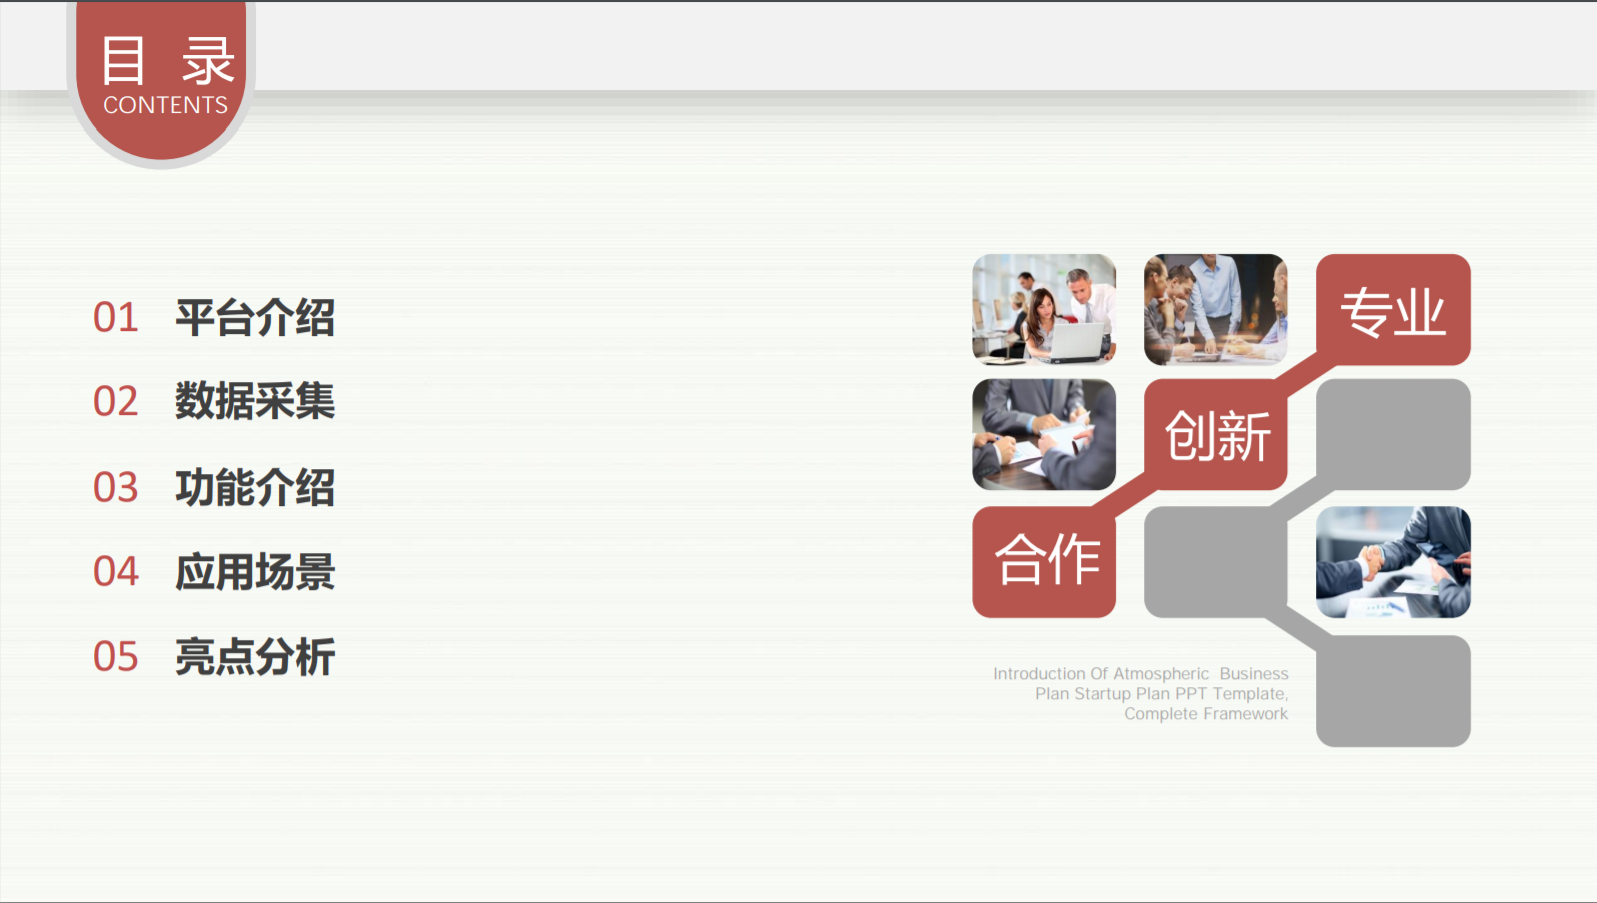 目 录
CONTENTS
01 平台介绍
02 数据采集
03 功能介绍
04 应用场景
05 亮点分析
专业
创新
合作
Introduction Of Atmospheric Business
Plan Startup Plan PPT Template,
Complete Framework